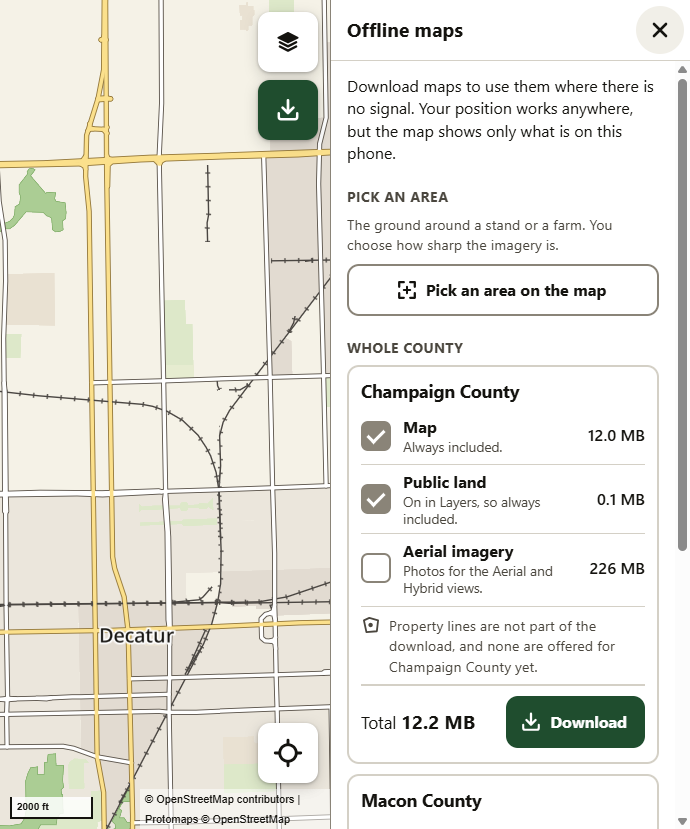 Offline maps
Download maps to use them where there is
no signal. Your position works anywhere,
but the map shows only what is on this
phone.
PICK AN AREA
The ground around a stand or a farm. You
choose how sharp the imagery is.
Pick an area on the map
WHOLE COUNTY
Champaign County
Map
Always included.
12.0 MB
Public land
On in Layers, so always
included.
0.1 MB
Aerial imagery
Photos for the Aerial and
Hybrid views.
226 MB
Property lines are not part of the
download, and none are offered for
Champaign County yet.
Total 12.2 MB
Download
Macon County
Decatur
2000 ft
© OpenStreetMap contributors |
Protomaps © OpenStreetMap